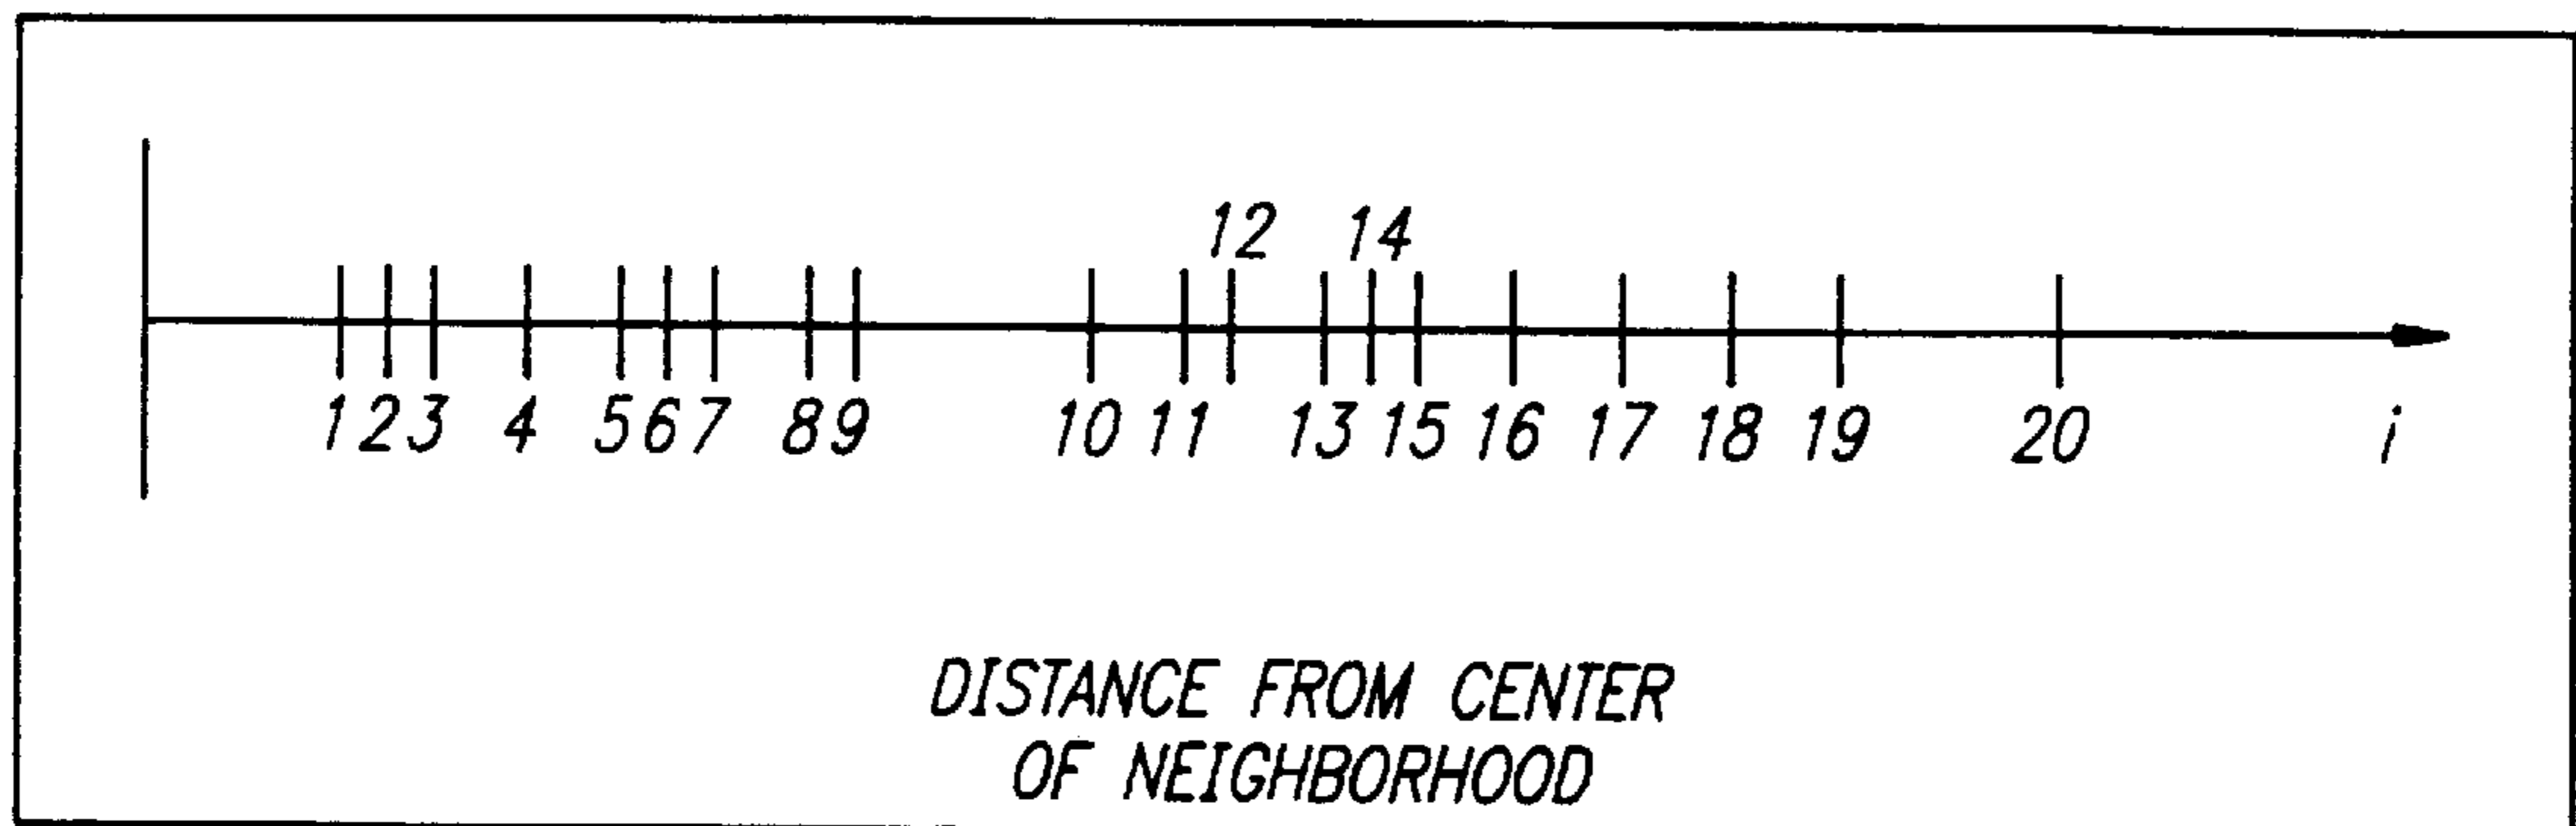 12 14
1 2 3 4 5 6 7 8 9 10 11 13 15 16 17 18 19 20 i
DISTANCE FROM CENTER
OF NEIGHBORHOOD